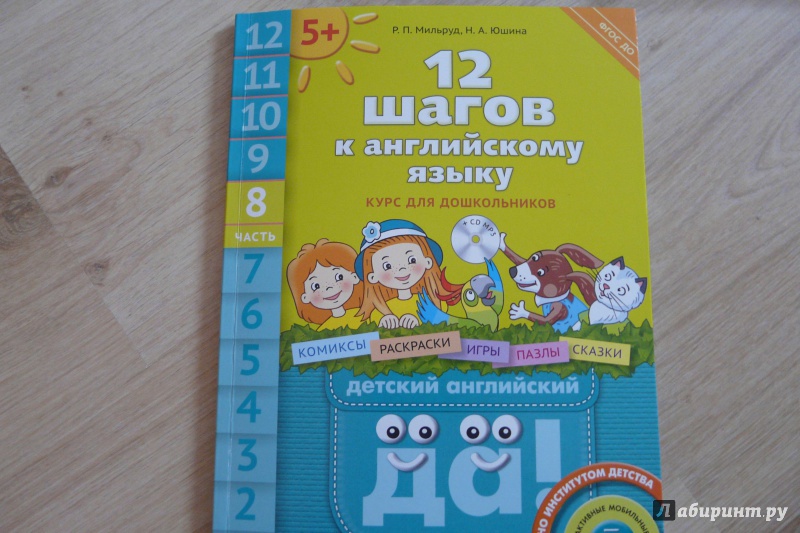 12
11
10
9
8
ЧАСТЬ
7
6
5
4
3
2
5+
Р. П. Мильруд, Н. А. Юшина
ФГОС ДО
12
шагов
к английскому
языку
КУРС ДЛЯ ДОШКОЛЬНИКОВ
+ CD MP3
КОМИКСЫ
РАСКРАСКИ
ИГРЫ
ПАЗЛЫ
СКАЗКИ
детский английский
да!
НО ИНСТИТУТОМ ДЕТСТВА
МОБИЛЬНЫЕ
Лабиринт.ру